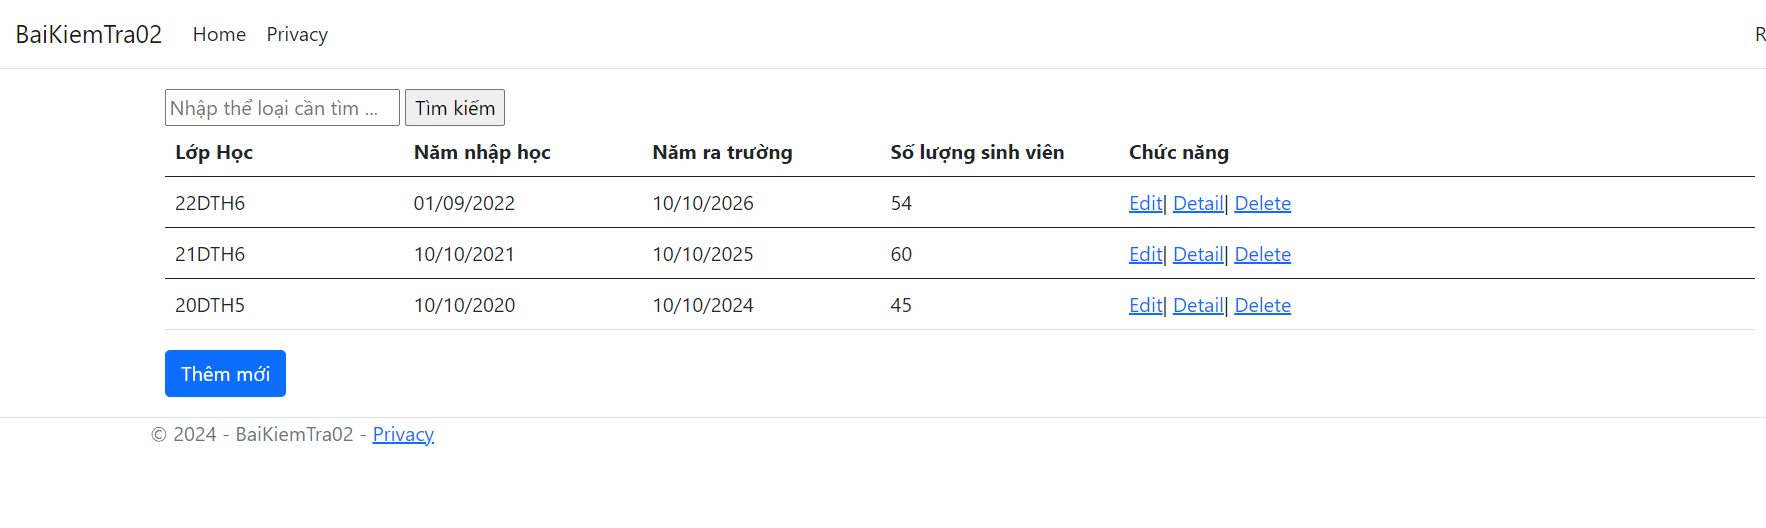 BaiKiemTra02 Home Privacy R
Nhập thể loại cần tìm ... Tìm kiếm
Lớp Học Năm nhập học Năm ra trường Số lượng sinh viên Chức năng
22DTH6 01/09/2022 10/10/2026 54 Edit| Detail| Delete
21DTH6 10/10/2021 10/10/2025 60 Edit| Detail| Delete
20DTH5 10/10/2020 10/10/2024 45 Edit| Detail| Delete
Thêm mới
© 2024 - BaiKiemTra02 - Privacy